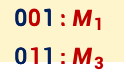 001 : M₁
011 : M₃